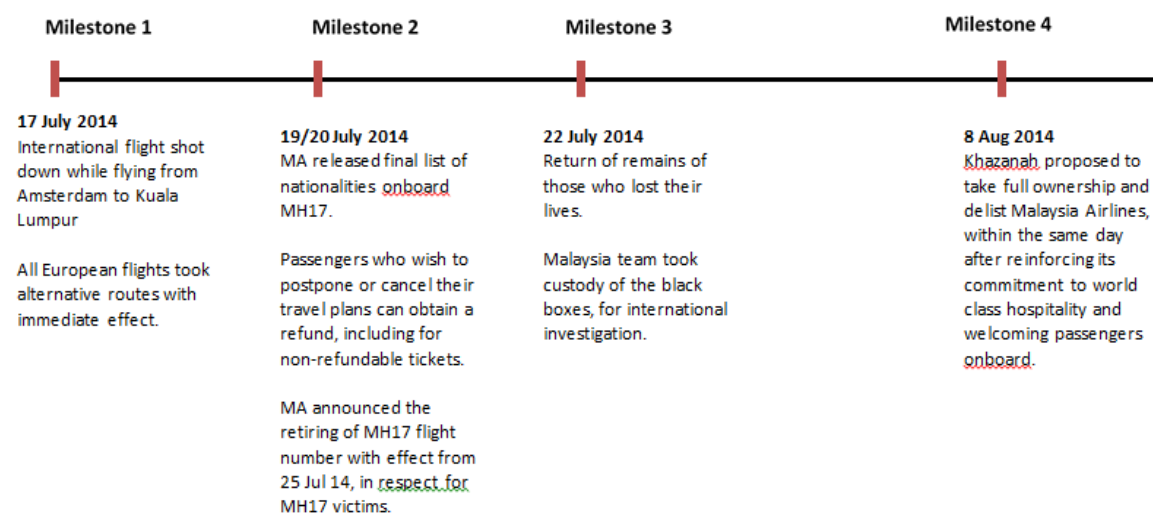 Milestone 1
17 July 2014
International flight shot
down while flying from
Amsterdam to Kuala
Lumpur
All European flights took
alternative routes with
immediate effect.
Milestone 2
19/20 July 2014
MA released final list of
nationalities onboard
MH17.
Passengers who wish to
postpone or cancel their
travel plans can obtain a
refund, including for
non-refundable tickets.
MA announced the
retiring of MH17 flight
number with effect from
25 Jul 14, in respect for
MH17 victims.
Milestone 3
22 July 2014
Return of remains of
those who lost their
lives.
Malaysia team took
custody of the black
boxes, for international
investigation.
Milestone 4
8 Aug 2014
Khazanah proposed to
take full ownership and
delist Malaysia Airlines,
within the same day
after reinforcing its
commitment to world
class hospitality and
welcoming passengers
onboard.